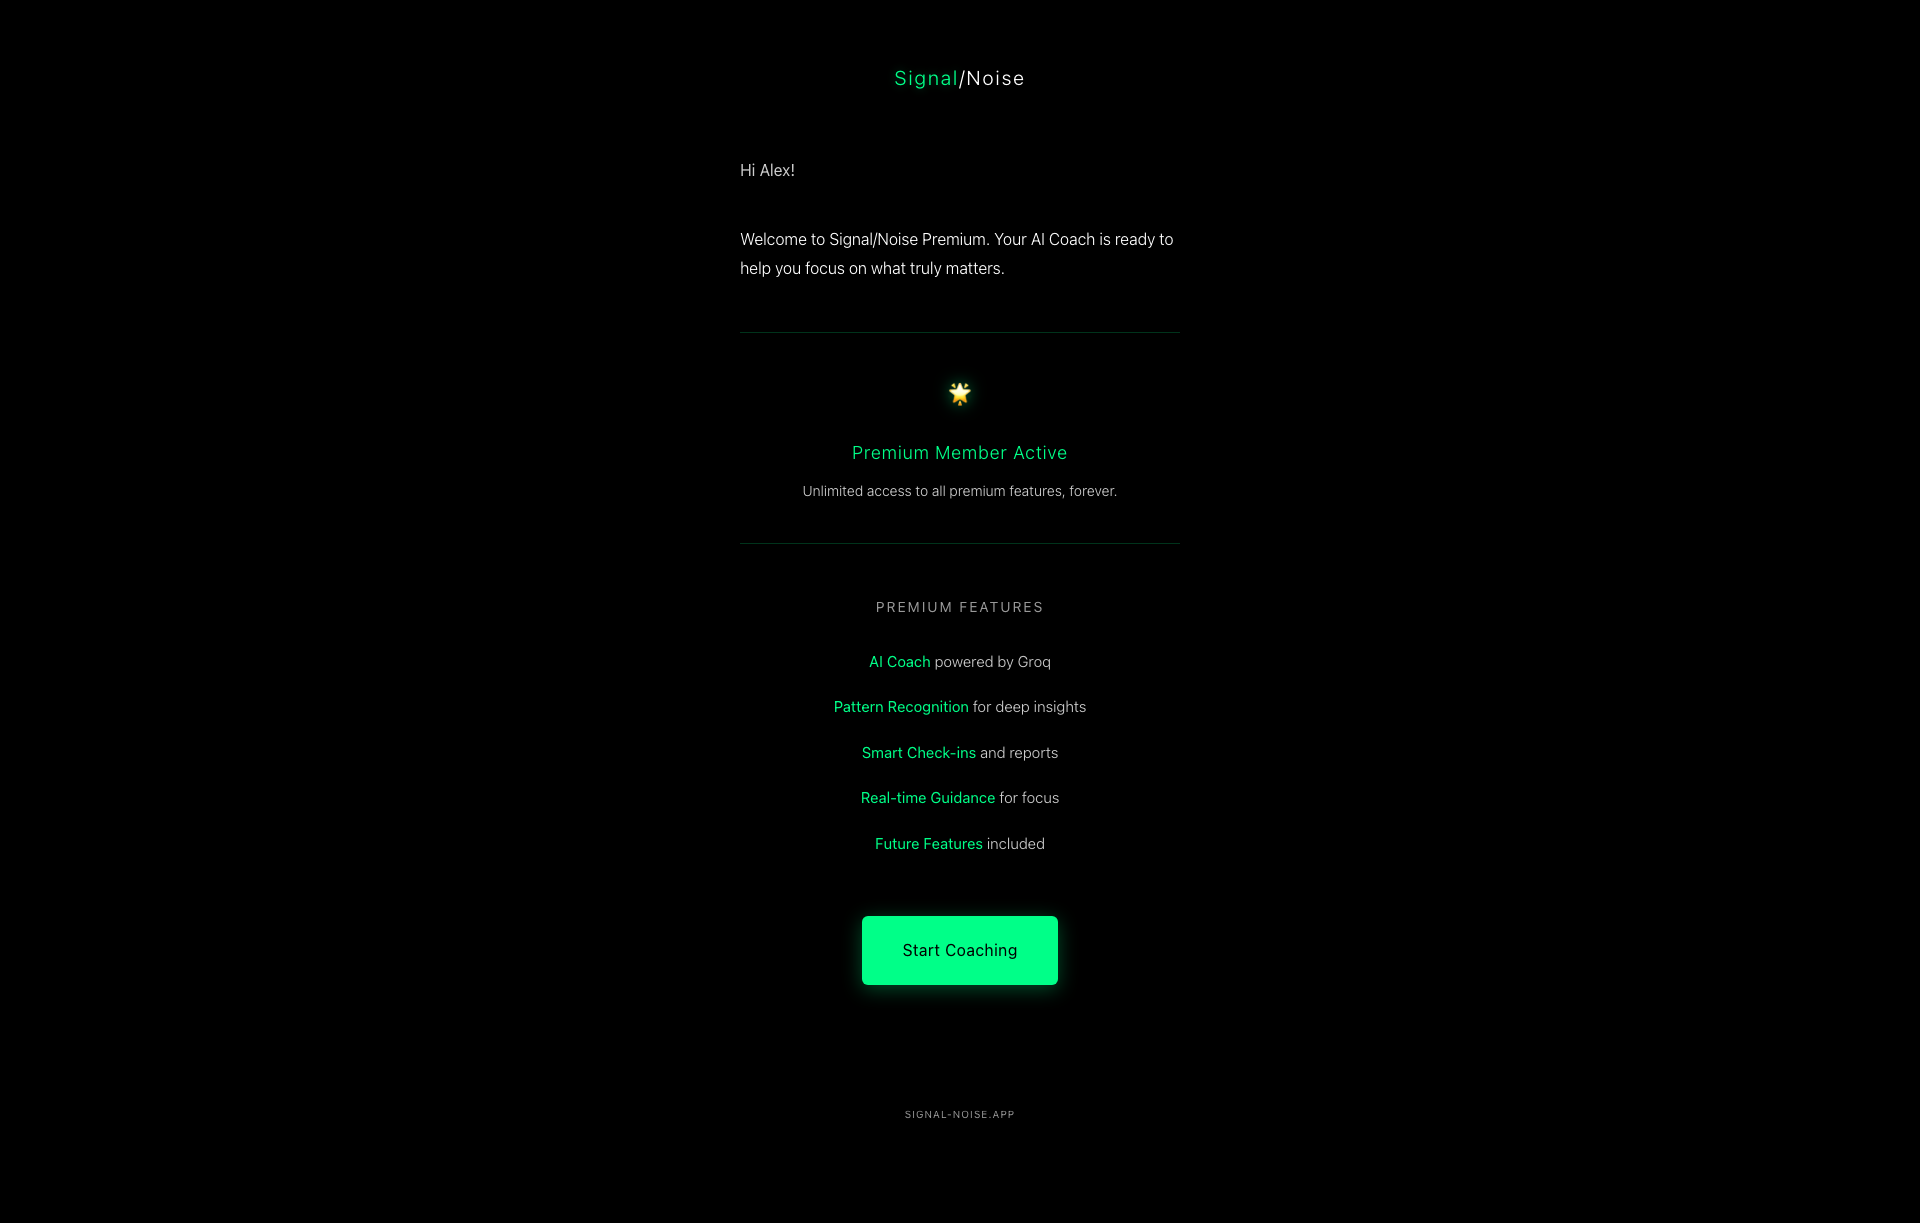 Signal/Noise
Hi Alex!
Welcome to Signal/Noise Premium. Your AI Coach is ready to
help you focus on what truly matters.
Premium Member Active
Unlimited access to all premium features, forever.
PREMIUM FEATURES
AI Coach powered by Groq
Pattern Recognition for deep insights
Smart Check-ins and reports
Real-time Guidance for focus
Future Features included
Start Coaching
SIGNAL-NOISE.APP